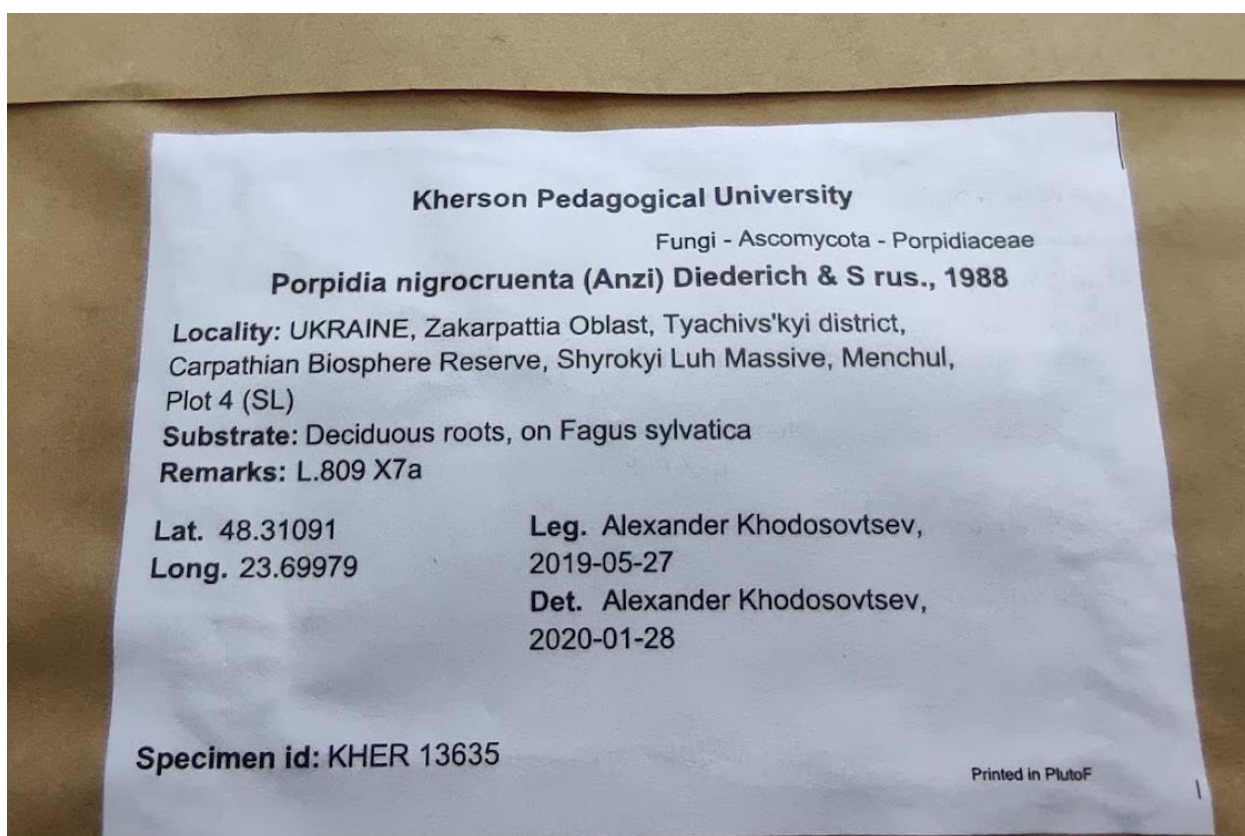 Kherson Pedagogical University
Fungi - Ascomycota - Porpidiaceae
Porpidia nigrocruenta (Anzi) Diederich & S rus., 1988
Locality: UKRAINE, Zakarpattia Oblast, Tyachivs'kyi district,
Carpathian Biosphere Reserve, Shyrokyi Luh Massive, Menchul,
Plot 4 (SL)
Substrate: Deciduous roots, on Fagus sylvatica
Remarks: L.809 X7a
Lat. 48.31091
Long. 23.69979
Leg. Alexander Khodosovtsev,
2019-05-27
Det. Alexander Khodosovtsev,
2020-01-28
Specimen id: KHER 13635
Printed in PlutoF